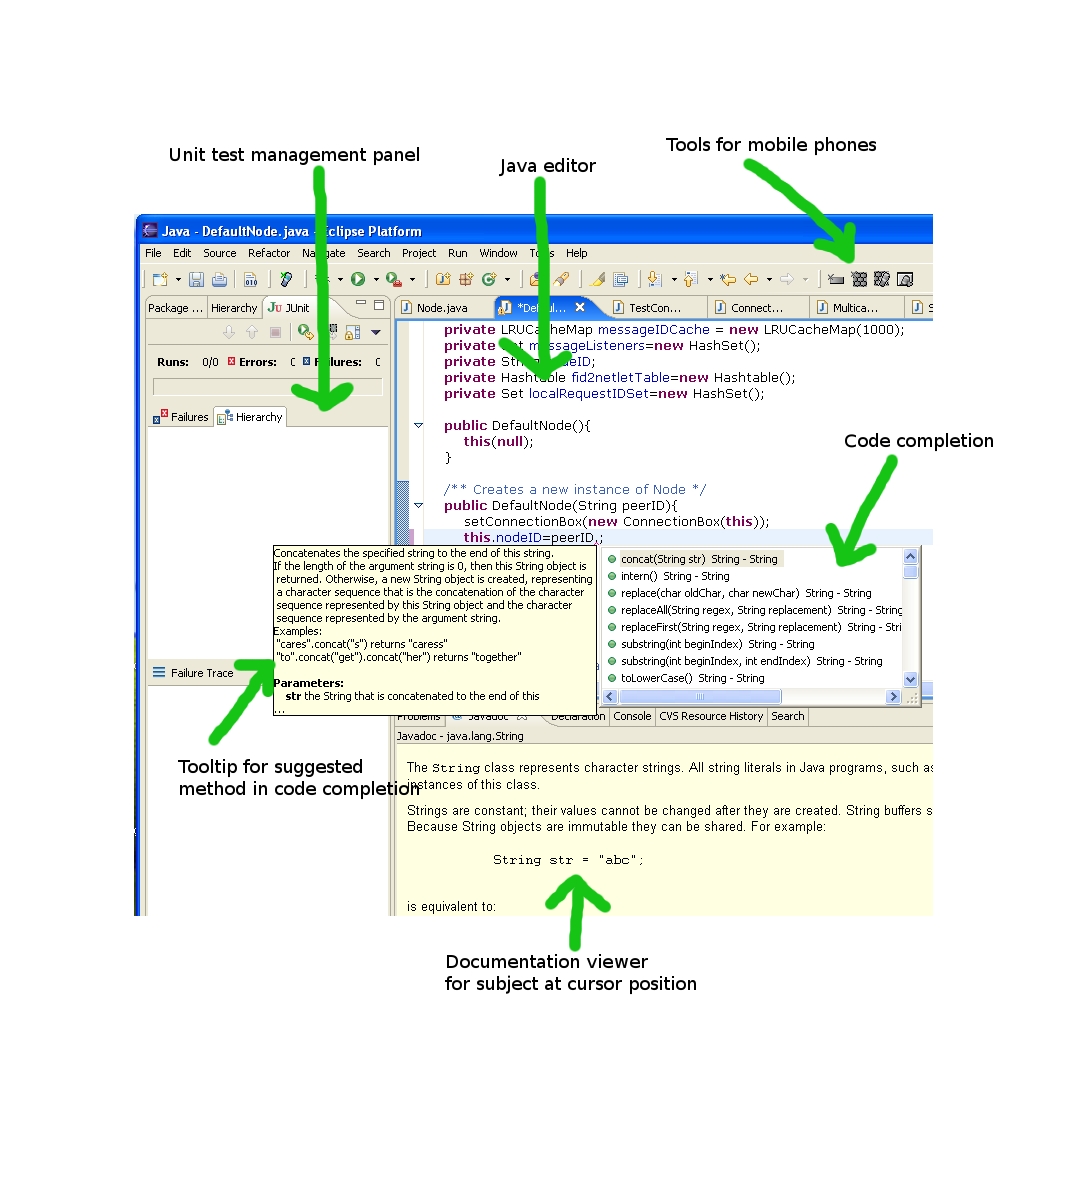 Tools for mobile phones
Unit test management panel
Java editor
Java - DefaultNode.java - Eclipse Platform
File Edit Source Refactor Navigate Search Project Run Window Tools Help
Package ... Hierarchy JUnit
Node.java *Defaul... TestCon... Connect... Multica... S
Runs: 0/0 Errors: 0 Failures: 0
Failures Hierarchy
private LRUCacheMap messageIDCache = new LRUCacheMap(1000);
private Set messageListeners=new HashSet();
private String nodeID;
private Hashtable fid2netletTable=new Hashtable();
private Set localRequestIDSet=new HashSet();
public DefaultNode(){
this(null);
}
Code completion
/** Creates a new instance of Node */
public DefaultNode(String peerID){
setConnectionBox(new ConnectionBox(this));
this.nodeID=peerID.;
Concatenates the specified string to the end of this string.
If the length of the argument string is 0, then this String object is
returned. Otherwise, a new String object is created, representing
a character sequence that is the concatenation of the character
sequence represented by this String object and the character
sequence represented by the argument string.
Examples:
"cares".concat("s") returns "caress"
"to".concat("get").concat("her") returns "together"
Parameters:
str the String that is concatenated to the end of this
...
concat(String str) String - String
intern() String - String
replace(char oldChar, char newChar) String - String
replaceAll(String regex, String replacement) String - String
replaceFirst(String regex, String replacement) String - Stri
substring(int beginIndex) String - String
substring(int beginIndex, int endIndex) String - String
toLowerCase() String - String
Failure Trace
Problems Javadoc Declaration Console CVS Resource History Search
Javadoc - java.lang.String
Tooltip for suggested
method in code completion
The String class represents character strings. All string literals in Java programs, such as
instances of this class.
Strings are constant; their values cannot be changed after they are created. String buffers s
Because String objects are immutable they can be shared. For example:
String str = "abc";
is equivalent to:
Documentation viewer
for subject at cursor position